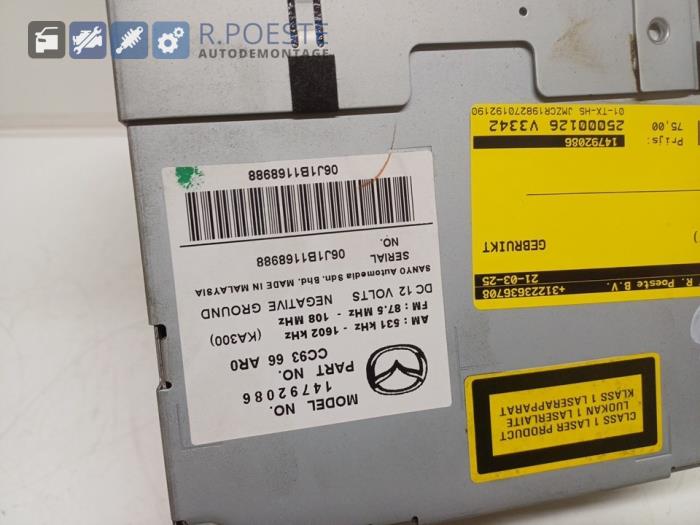 R.POESTE
AUTODEMONTAGE
MODEL NO.
14792086
PART NO.
CC93 66 AR0
(KA300)
AM : 531 kHz - 1602 kHz
FM : 87.5 MHz - 108 MHz
DC 12 VOLTS NEGATIVE GROUND
SANYO Automedia Sdn. Bhd. MADE IN MALAYSIA
SERIAL NO. 06J1B1168988
06J1B1168988
CLASS 1 LASER PRODUCT
LUOKAN 1 LASERLAITE
KLASS 1 LASERAPPARAT
R. Poeste B.V.
+31223636708
21-03-25
GEBRUIKT
Prijs: 14792086
75,00 25000126 V3342
01-TX-HS JMZCR198270192190